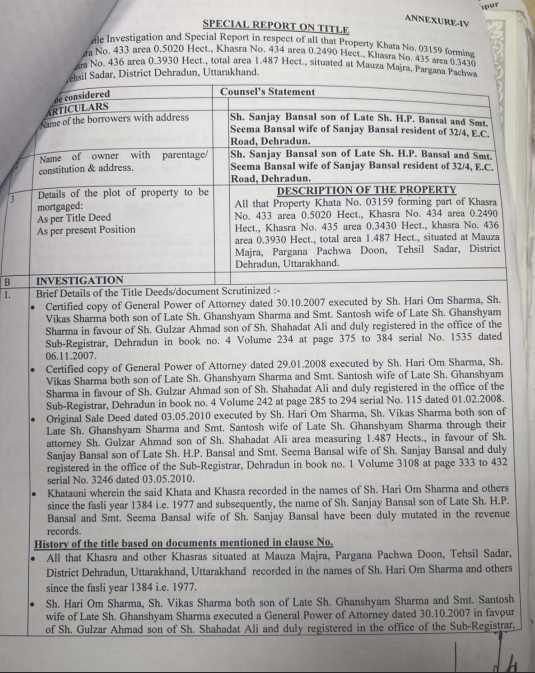 apur
ANNEXURE-IV
SPECIAL REPORT ON TITLE
Investigation and Special Report in respect of all that Property Khata No. 03159 forming
No. 433 area 0.5020 Hect., Khasra No. 434 area 0.2490 Hect., Khasra No. 435 area 0.3430
No. 436 area 0.3930 Hect., total area 1.487 Hect., situated at Mauza Majra, Pargana Pachwa
Sadar, District Dehradun, Uttarakhand.
be considered
Counsel's Statement
PARTICULARS
Name of the borrowers with address
Sh. Sanjay Bansal son of Late Sh. H.P. Bansal and Smt.
Seema Bansal wife of Sanjay Bansal resident of 32/4, E.C.
Road, Dehradun.
Name of owner with parentage/
constitution & address.
Sh. Sanjay Bansal son of Late Sh. H.P. Bansal and Smt.
Seema Bansal wife of Sanjay Bansal resident of 32/4, E.C.
Road, Dehradun.
3
Details of the plot of property to be
mortgaged:
As per Title Deed
As per present Position
DESCRIPTION OF THE PROPERTY
All that Property Khata No. 03159 forming part of Khasra
No. 433 area 0.5020 Hect., Khasra No. 434 area 0.2490
Hect., Khasra No. 435 area 0.3430 Hect., khasra No. 436
area 0.3930 Hect., total area 1.487 Hect., situated at Mauza
Majra, Pargana Pachwa Doon, Tehsil Sadar, District
Dehradun, Uttarakhand.
B INVESTIGATION
1. Brief Details of the Title Deeds/document Scrutinized :-
• Certified copy of General Power of Attorney dated 30.10.2007 executed by Sh. Hari Om Sharma, Sh.
Vikas Sharma both son of Late Sh. Ghanshyam Sharma and Smt. Santosh wife of Late Sh. Ghanshyam
Sharma in favour of Sh. Gulzar Ahmad son of Sh. Shahadat Ali and duly registered in the office of the
Sub-Registrar, Dehradun in book no. 4 Volume 234 at page 375 to 384 serial No. 1535 dated
06.11.2007.
• Certified copy of General Power of Attorney dated 29.01.2008 executed by Sh. Hari Om Sharma, Sh.
Vikas Sharma both son of Late Sh. Ghanshyam Sharma and Smt. Santosh wife of Late Sh. Ghanshyam
Sharma in favour of Sh. Gulzar Ahmad son of Sh. Shahadat Ali and duly registered in the office of the
Sub-Registrar, Dehradun in book no. 4 Volume 242 at page 285 to 294 serial No. 115 dated 01.02.2008.
• Original Sale Deed dated 03.05.2010 executed by Sh. Hari Om Sharma, Sh. Vikas Sharma both son of
Late Sh. Ghanshyam Sharma and Smt. Santosh wife of Late Sh. Ghanshyam Sharma through their
attorney Sh. Gulzar Ahmad son of Sh. Shahadat Ali area measuring 1.487 Hects., in favour of Sh.
Sanjay Bansal son of Late Sh. H.P. Bansal and Smt. Seema Bansal wife of Sh. Sanjay Bansal and duly
registered in the office of the Sub-Registrar, Dehradun in book no. 1 Volume 3108 at page 333 to 432
serial No. 3246 dated 03.05.2010.
• Khatauni wherein the said Khata and Khasra recorded in the names of Sh. Hari Om Sharma and others
since the fasli year 1384 i.e. 1977 and subsequently, the name of Sh. Sanjay Bansal son of Late Sh. H.P.
Bansal and Smt. Seema Bansal wife of Sh. Sanjay Bansal have been duly mutated in the revenue
records.
History of the title based on documents mentioned in clause No.
• All that Khasra and other Khasras situated at Mauza Majra, Pargana Pachwa Doon, Tehsil Sadar,
District Dehradun, Uttarakhand, Uttarakhand recorded in the names of Sh. Hari Om Sharma and others
since the fasli year 1384 i.e. 1977.
• Sh. Hari Om Sharma, Sh. Vikas Sharma both son of Late Sh. Ghanshyam Sharma and Smt. Santosh
wife of Late Sh. Ghanshyam Sharma executed a General Power of Attorney dated 30.10.2007 in favour
of Sh. Gulzar Ahmad son of Sh. Shahadat Ali and duly registered in the office of the Sub-Registrar,